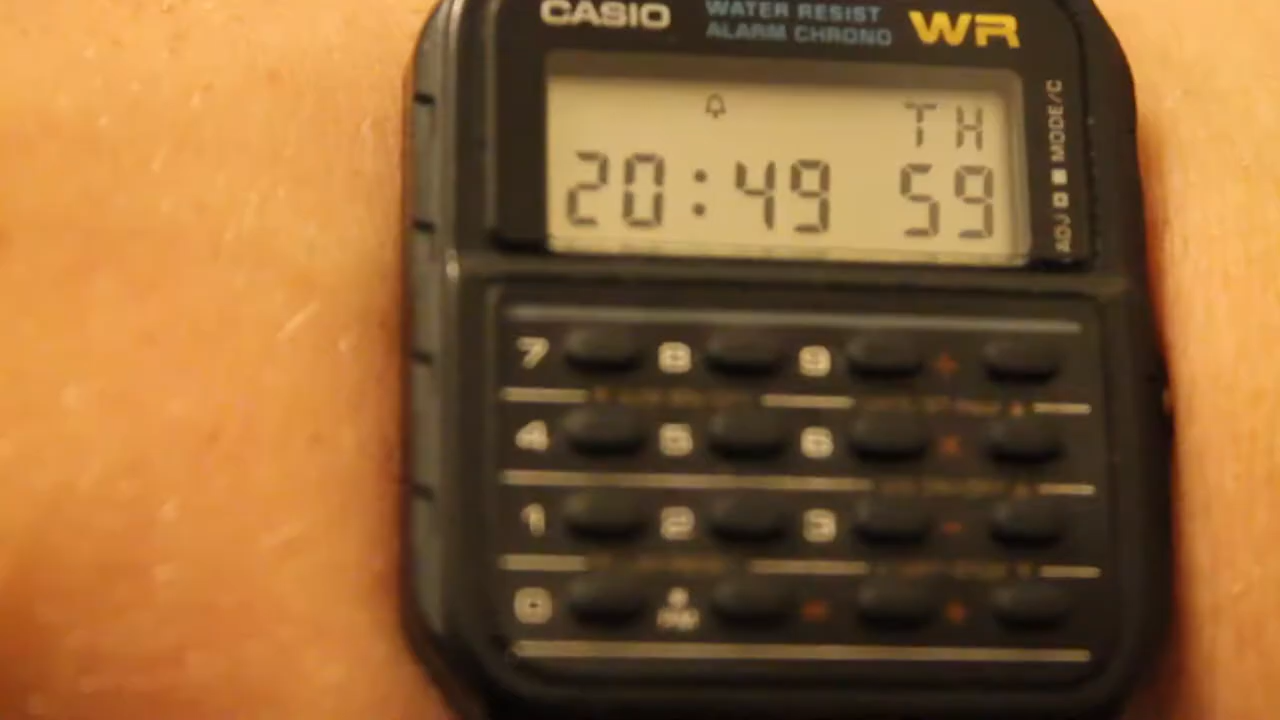 CASIO
WATER RESIST
ALARM CHRONO
WR
TH
20:49 59
ADJ MODE/C
7 8 9 ÷
4 5 6 ×
1 2 3 -
0 = +